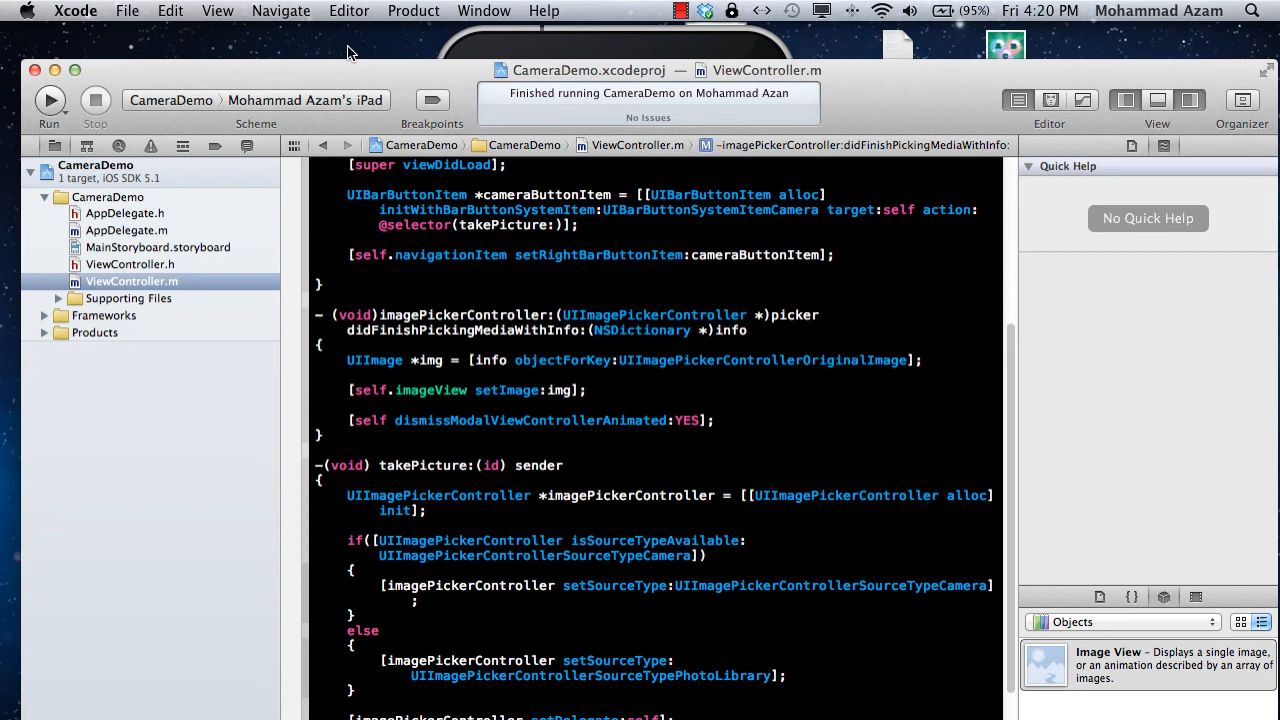 Xcode File Edit View Navigate Editor Product Window Help (95%) Fri 4:20 PM Mohammad Azam
CameraDemo.xcodeproj — ViewController.m
Run Stop CameraDemo Mohammad Azam's iPad Scheme Breakpoints
Finished running CameraDemo on Mohammad Azan
No Issues
Editor View Organizer
CameraDemo CameraDemo ViewController.m -imagePickerController:didFinishPickingMediaWithInfo:
CameraDemo
1 target, iOS SDK 5.1
CameraDemo
AppDelegate.h
AppDelegate.m
MainStoryboard.storyboard
ViewController.h
ViewController.m
Supporting Files
Frameworks
Products
[super viewDidLoad];
UIBarButtonItem *cameraButtonItem = [[UIBarButtonItem alloc]
initWithBarButtonSystemItem:UIBarButtonSystemItemCamera target:self action:
@selector(takePicture:)];
[self.navigationItem setRightBarButtonItem:cameraButtonItem];
}
- (void)imagePickerController:(UIImagePickerController *)picker
didFinishPickingMediaWithInfo:(NSDictionary *)info
{
UIImage *img = [info objectForKey:UIImagePickerControllerOriginalImage];
[self.imageView setImage:img];
[self dismissModalViewControllerAnimated:YES];
}
-(void) takePicture:(id) sender
{
UIImagePickerController *imagePickerController = [[UIImagePickerController alloc]
init];
if([UIImagePickerController isSourceTypeAvailable:
UIImagePickerControllerSourceTypeCamera])
{
[imagePickerController setSourceType:UIImagePickerControllerSourceTypeCamera]
;
}
else
{
[imagePickerController setSourceType:
UIImagePickerControllerSourceTypePhotoLibrary];
}
[imagePickerController setDelegate:self];
Quick Help
No Quick Help
Objects
Image View – Displays a single image,
or an animation described by an array of
images.